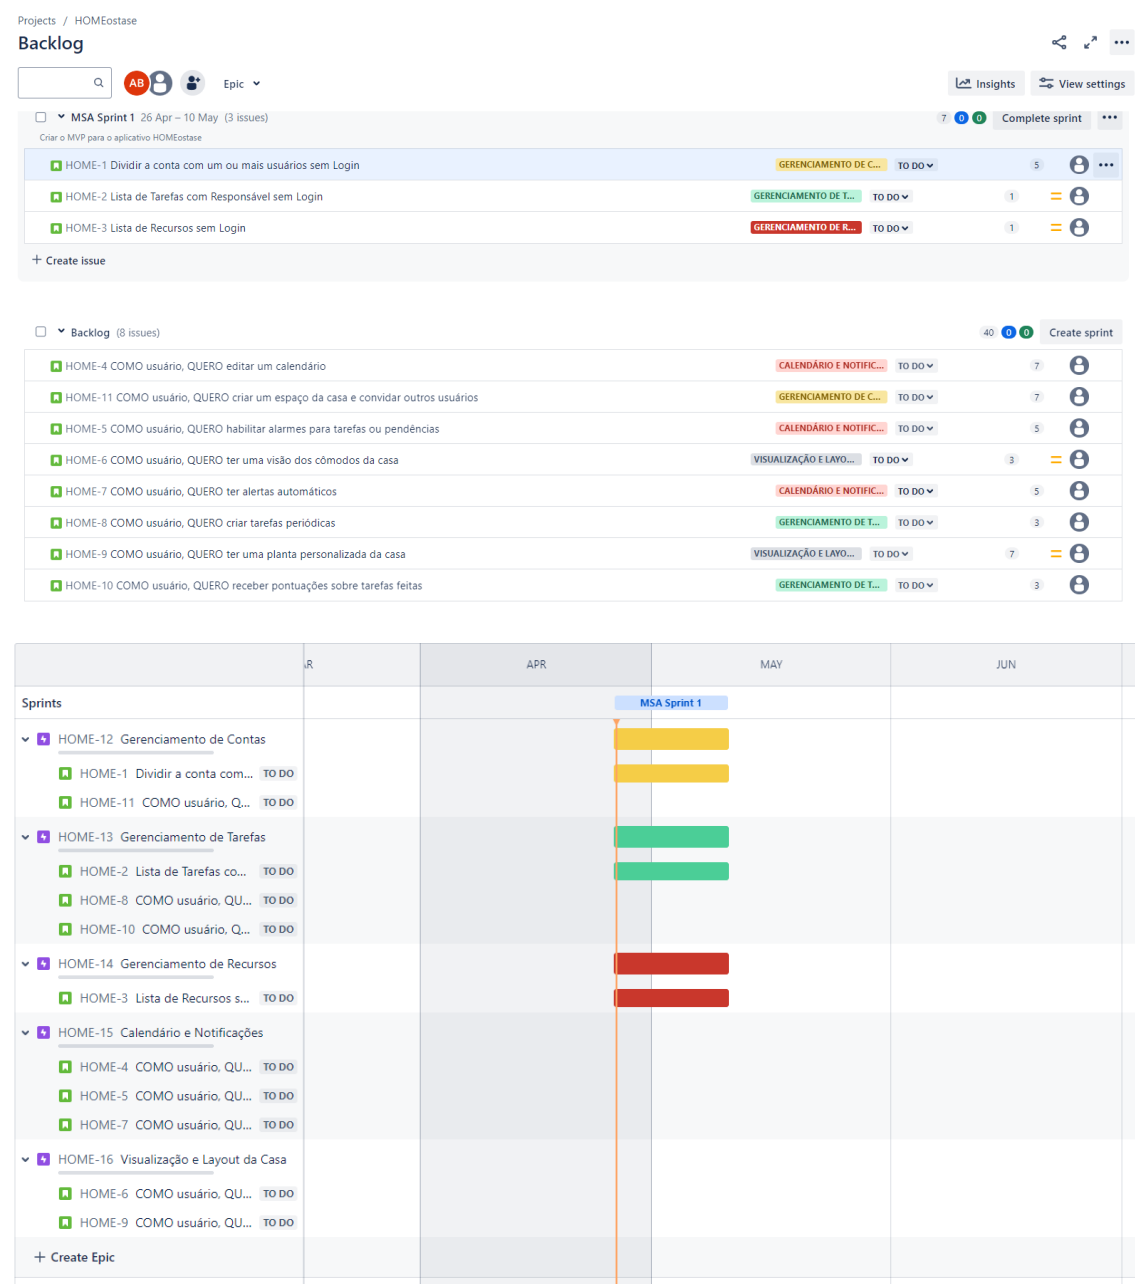 Projects / HOMEostase
Backlog
AB Epic
Insights View settings
MSA Sprint 1 26 Apr – 10 May (3 issues) 7 0 0 Complete sprint
Criar o MVP para o aplicativo HOMEostase
HOME-1 Dividir a conta com um ou mais usuários sem Login GERENCIAMENTO DE C... TO DO 5
HOME-2 Lista de Tarefas com Responsável sem Login GERENCIAMENTO DE T... TO DO 1
HOME-3 Lista de Recursos sem Login GERENCIAMENTO DE R... TO DO 1
+ Create issue
Backlog (8 issues) 40 0 0 Create sprint
HOME-4 COMO usuário, QUERO editar um calendário CALENDÁRIO E NOTIFIC... TO DO 7
HOME-11 COMO usuário, QUERO criar um espaço da casa e convidar outros usuários GERENCIAMENTO DE C... TO DO 7
HOME-5 COMO usuário, QUERO habilitar alarmes para tarefas ou pendências CALENDÁRIO E NOTIFIC... TO DO 5
HOME-6 COMO usuário, QUERO ter uma visão dos cômodos da casa VISUALIZAÇÃO E LAYO... TO DO 3
HOME-7 COMO usuário, QUERO ter alertas automáticos CALENDÁRIO E NOTIFIC... TO DO 5
HOME-8 COMO usuário, QUERO criar tarefas periódicas GERENCIAMENTO DE T... TO DO 3
HOME-9 COMO usuário, QUERO ter uma planta personalizada da casa VISUALIZAÇÃO E LAYO... TO DO 7
HOME-10 COMO usuário, QUERO receber pontuações sobre tarefas feitas GERENCIAMENTO DE T... TO DO 3
R APR MAY JUN
Sprints MSA Sprint 1
HOME-12 Gerenciamento de Contas
HOME-1 Dividir a conta com... TO DO
HOME-11 COMO usuário, Q... TO DO
HOME-13 Gerenciamento de Tarefas
HOME-2 Lista de Tarefas co... TO DO
HOME-8 COMO usuário, QU... TO DO
HOME-10 COMO usuário, Q... TO DO
HOME-14 Gerenciamento de Recursos
HOME-3 Lista de Recursos s... TO DO
HOME-15 Calendário e Notificações
HOME-4 COMO usuário, QU... TO DO
HOME-5 COMO usuário, QU... TO DO
HOME-7 COMO usuário, QU... TO DO
HOME-16 Visualização e Layout da Casa
HOME-6 COMO usuário, QU... TO DO
HOME-9 COMO usuário, QU... TO DO
+ Create Epic